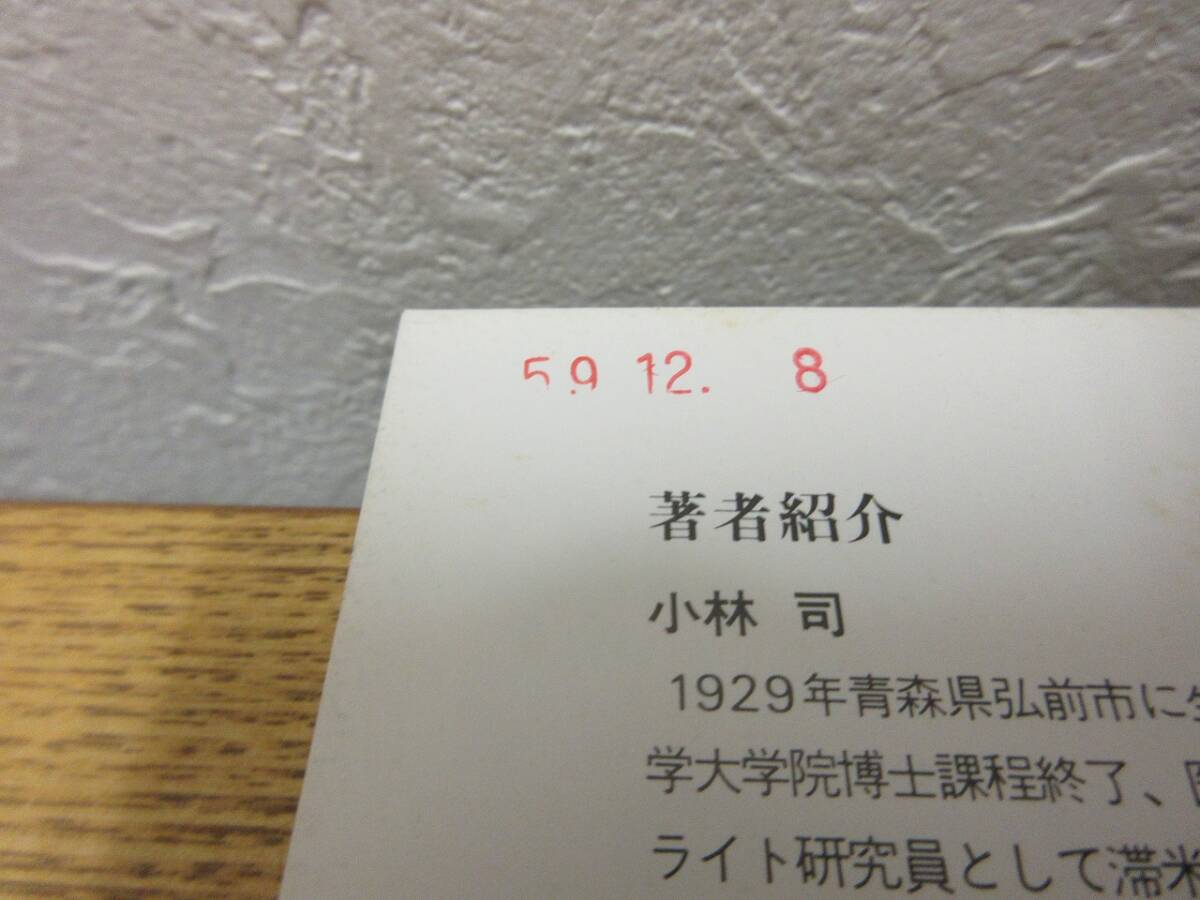 59.12. 8
著者紹介
小林 司
1929年青森県弘前市に
学大学院博士課程終了、
ライト研究員として滞米